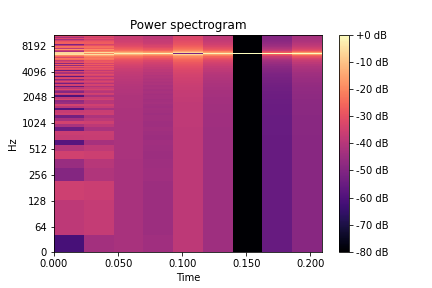 Power spectrogram
8192
4096
2048
1024
512
256
128
64
0
Hz
0.000 0.050 0.100 0.150 0.200
Time
+0 dB
-10 dB
-20 dB
-30 dB
-40 dB
-50 dB
-60 dB
-70 dB
-80 dB